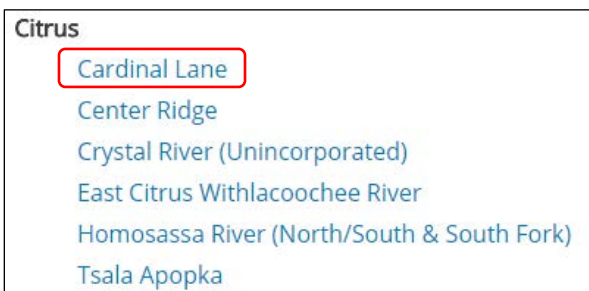 Citrus
Cardinal Lane
Center Ridge
Crystal River (Unincorporated)
East Citrus Withlacoochee River
Homosassa River (North/South & South Fork)
Tsala Apopka